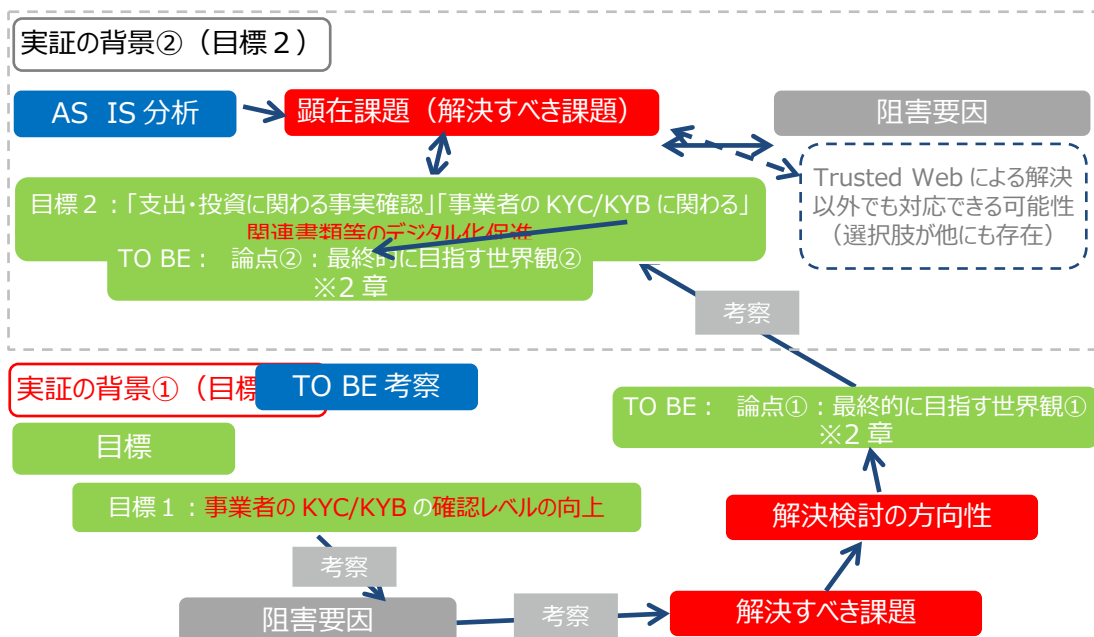 実証の背景②（目標２）
AS IS 分析
顕在課題（解決すべき課題）
阻害要因
Trusted Web による解決
以外でも対応できる可能性
（選択肢が他にも存在）
目標２：「支出・投資に関わる事実確認」「事業者の KYC/KYB に関わる」
関連書類等のデジタル化促進
TO BE： 論点②：最終的に目指す世界観②
※2 章
考察
実証の背景①（目標
TO BE 考察
TO BE： 論点①：最終的に目指す世界観①
※2 章
目標
目標１：事業者の KYC/KYB の確認レベルの向上
解決検討の方向性
考察
阻害要因
考察
解決すべき課題